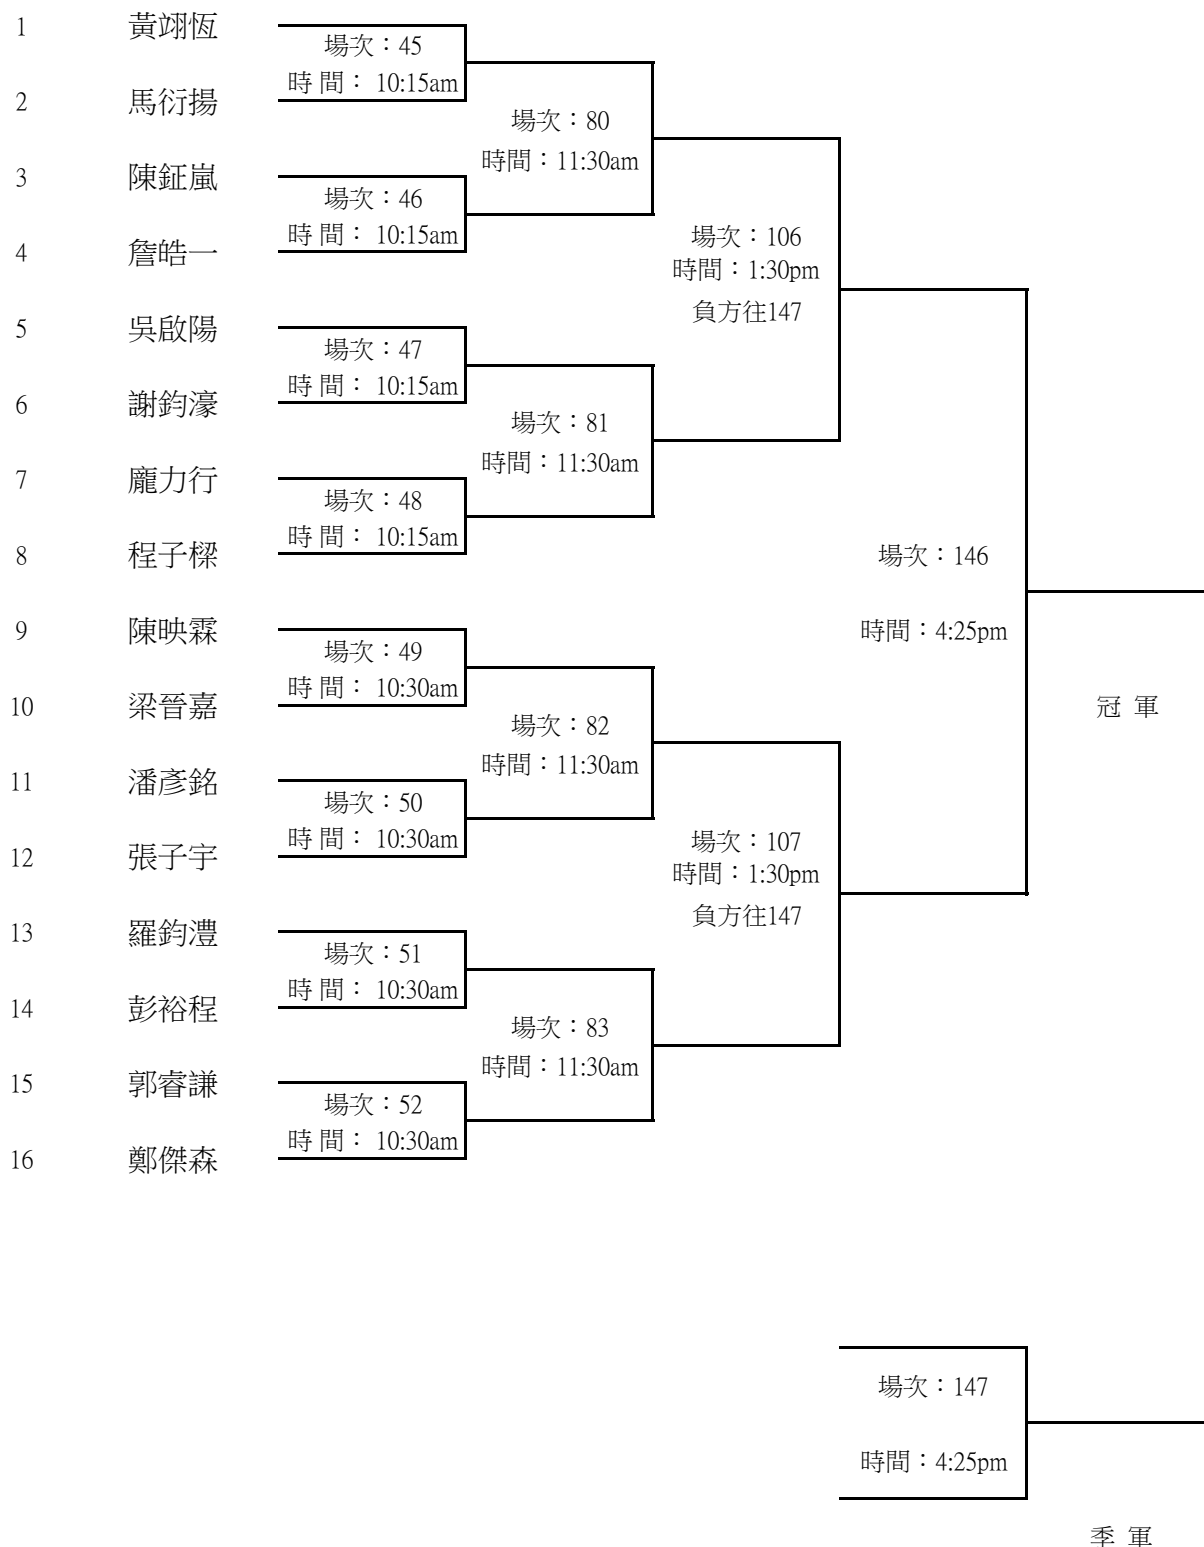 1 黃翊恆
場次：45
時 間： 10:15am
2 馬衍揚
場次：80
時間：11:30am
3 陳鉦嵐
場次：46
時 間： 10:15am
4 詹皓一
場次：106
時間：1:30pm
負方往147
5 吳啟陽
場次：47
時 間： 10:15am
6 謝鈞濠
場次：81
時間：11:30am
7 龐力行
場次：48
時 間： 10:15am
8 程子樑
場次：146
時間：4:25pm
9 陳映霖
場次：49
時 間： 10:30am
10 梁晉嘉
冠 軍
場次：82
時間：11:30am
11 潘彥銘
場次：50
時 間： 10:30am
12 張子宇
場次：107
時間：1:30pm
負方往147
13 羅鈞澧
場次：51
時 間： 10:30am
14 彭裕程
場次：83
時間：11:30am
15 郭睿謙
場次：52
時 間： 10:30am
16 鄭傑森
場次：147
時間：4:25pm
季 軍